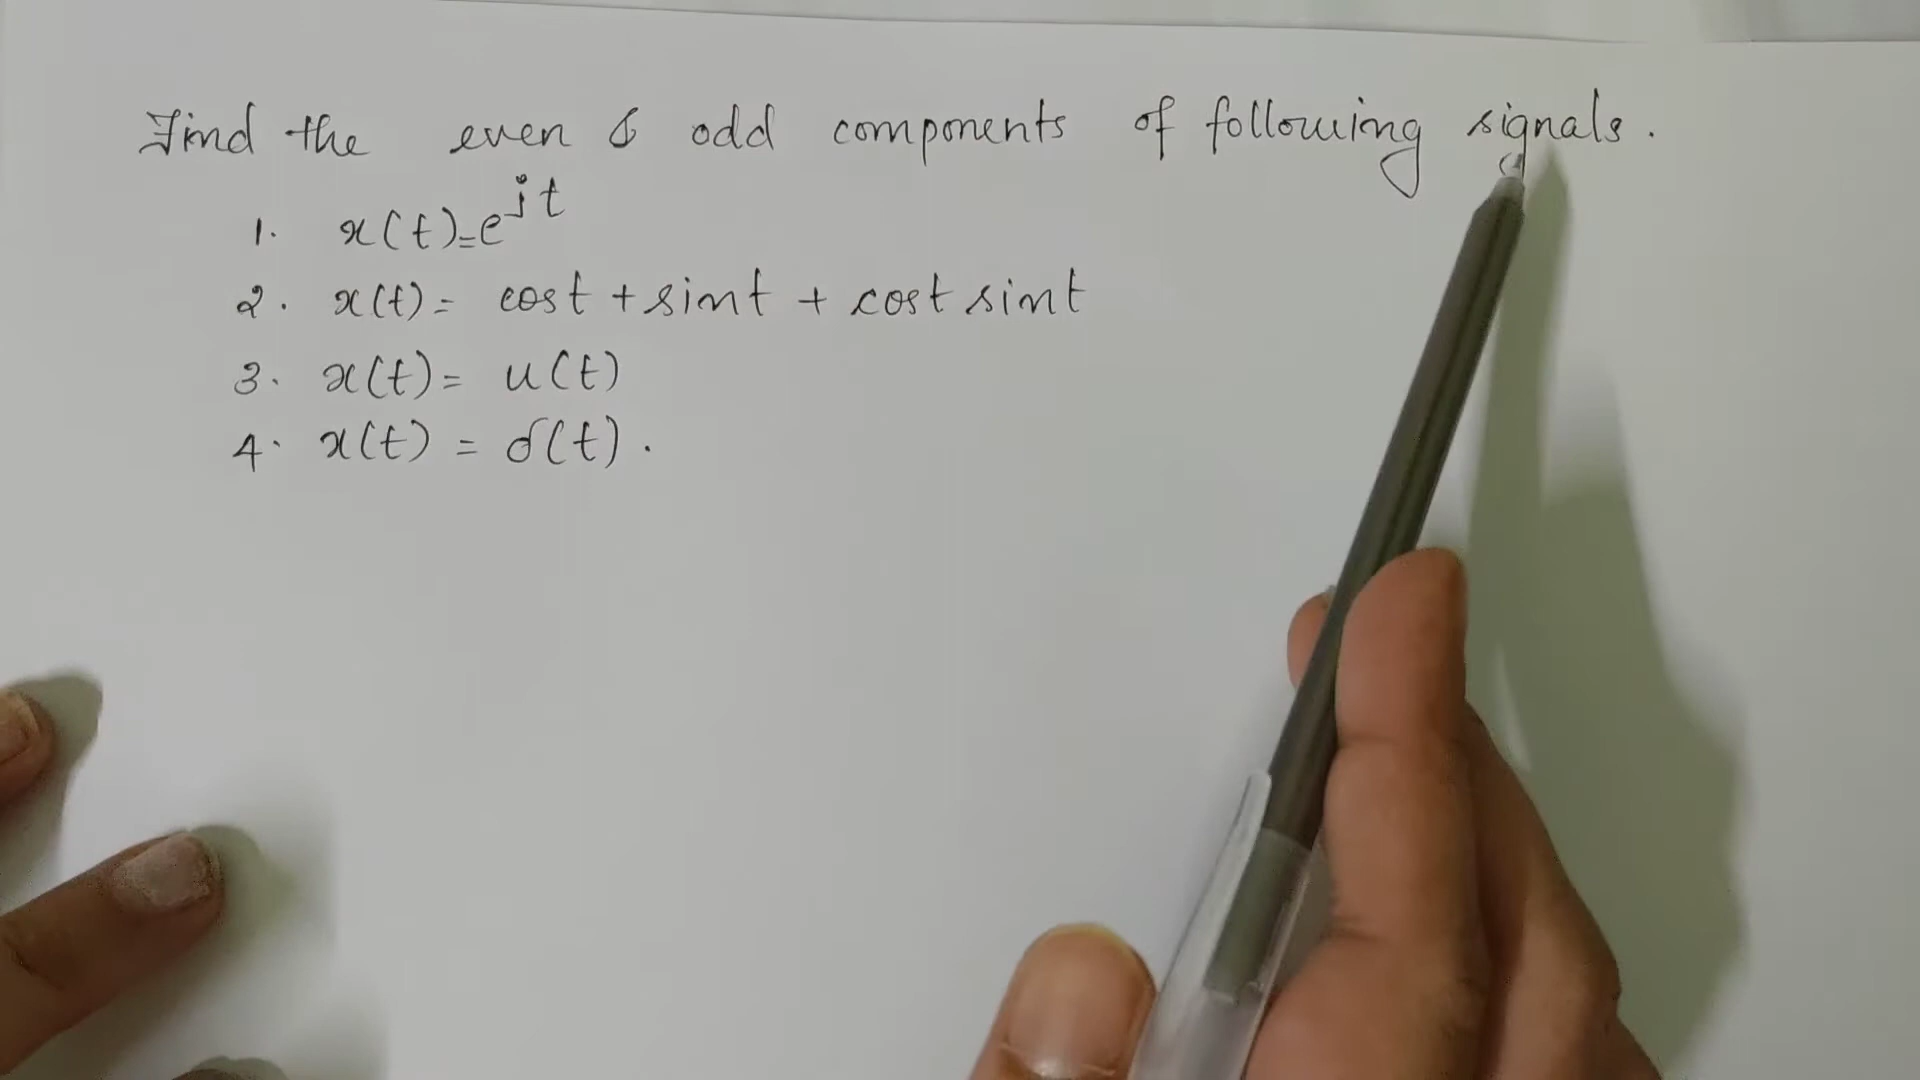 Find the even & odd components of following signals.
1. x(t)=e^jt
2. x(t)= cost + sint + cost sint
3. x(t)= u(t)
4. x(t) = δ(t).